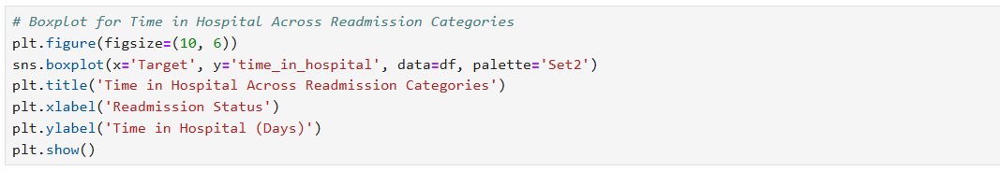 # Boxplot for Time in Hospital Across Readmission Categories
plt.figure(figsize=(10, 6))
sns.boxplot(x='Target', y='time_in_hospital', data=df, palette='Set2')
plt.title('Time in Hospital Across Readmission Categories')
plt.xlabel('Readmission Status')
plt.ylabel('Time in Hospital (Days)')
plt.show()